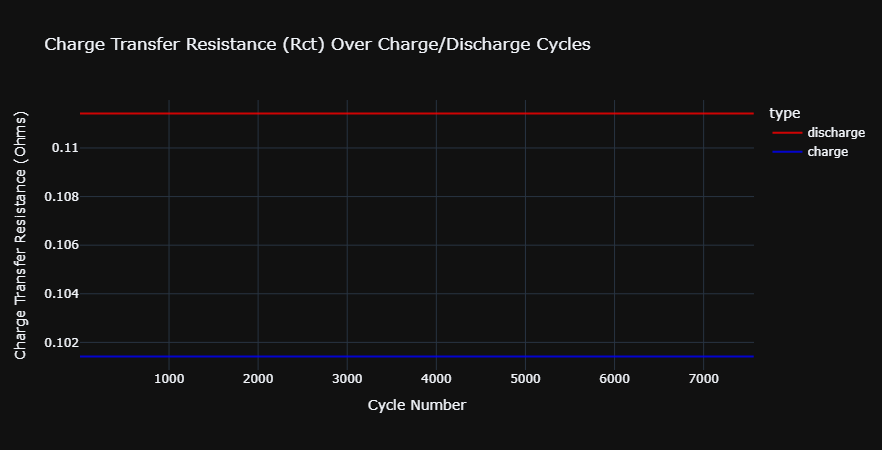 Charge Transfer Resistance (Rct) Over Charge/Discharge Cycles
Charge Transfer Resistance (Ohms)
0.11
0.108
0.106
0.104
0.102
1000 2000 3000 4000 5000 6000 7000
Cycle Number
type
discharge
charge